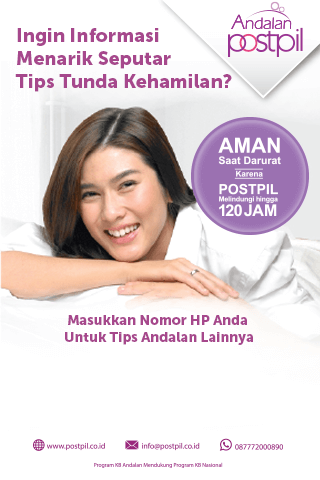 Andalan
postpil
Ingin Informasi
Menarik Seputar
Tips Tunda Kehamilan?
AMAN
Saat Darurat
Karena
POSTPIL
Melindungi hingga
120 JAM
Masukkan Nomor HP Anda
Untuk Tips Andalan Lainnya
www.postpil.co.id info@postpil.co.id 087772000890
Program KB Andalan Mendukung Program KB Nasional